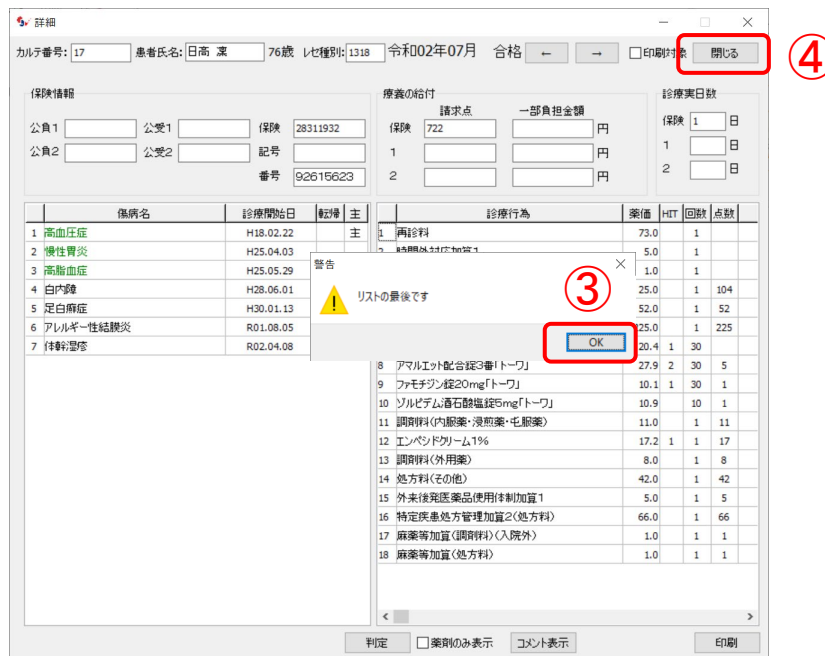 詳細
カルテ番号: 17 患者氏名: 日高 凜 76歳 レセ種別: 1318 令和02年07月 合格 ← → 印刷対象 閉じる ④
保険情報 療養の給付 診療実日数
請求点 一部負担金額
公負1 公受1 保険 28311932 保険 722 円 保険 1 日
公負2 公受2 記号 1 円 1 日
番号 92615623 2 円 2 日
傷病名 診療開始日 転帰 主 診療行為 薬価 HIT 回数 点数
1 高血圧症 H18.02.22 主 1 再診料 73.0 1
2 慢性胃炎 H25.04.03 2 時間外対応加算1 5.0 1
3 高脂血症 H25.05.29 1.0 1
4 白内障 H28.06.01 25.0 1 104
5 足白癬症 H30.01.13 52.0 1 52
6 アレルギー性結膜炎 R01.08.05 225.0 1 225
7 体幹湿疹 R02.04.08 20.4 1 30
警告
リストの最後です ③
OK
8 アマルエット配合錠3番「トーワ」 27.9 2 30 5
9 ファモチジン錠20mg「トーワ」 10.1 1 30 1
10 ゾルピデム酒石酸塩錠5mg「トーワ」 10.9 10 1
11 調剤料(内服薬・浸煎薬・屯服薬) 11.0 1 11
12 エンペシドクリーム1% 17.2 1 1 17
13 調剤料(外用薬) 8.0 1 8
14 処方料(その他) 42.0 1 42
15 外来後発医薬品使用体制加算1 5.0 1 5
16 特定疾患処方管理加算2(処方料) 66.0 1 66
17 麻薬等加算(調剤料)(入院外) 1.0 1 1
18 麻薬等加算(処方料) 1.0 1 1
判定 薬剤のみ表示 コメント表示 印刷